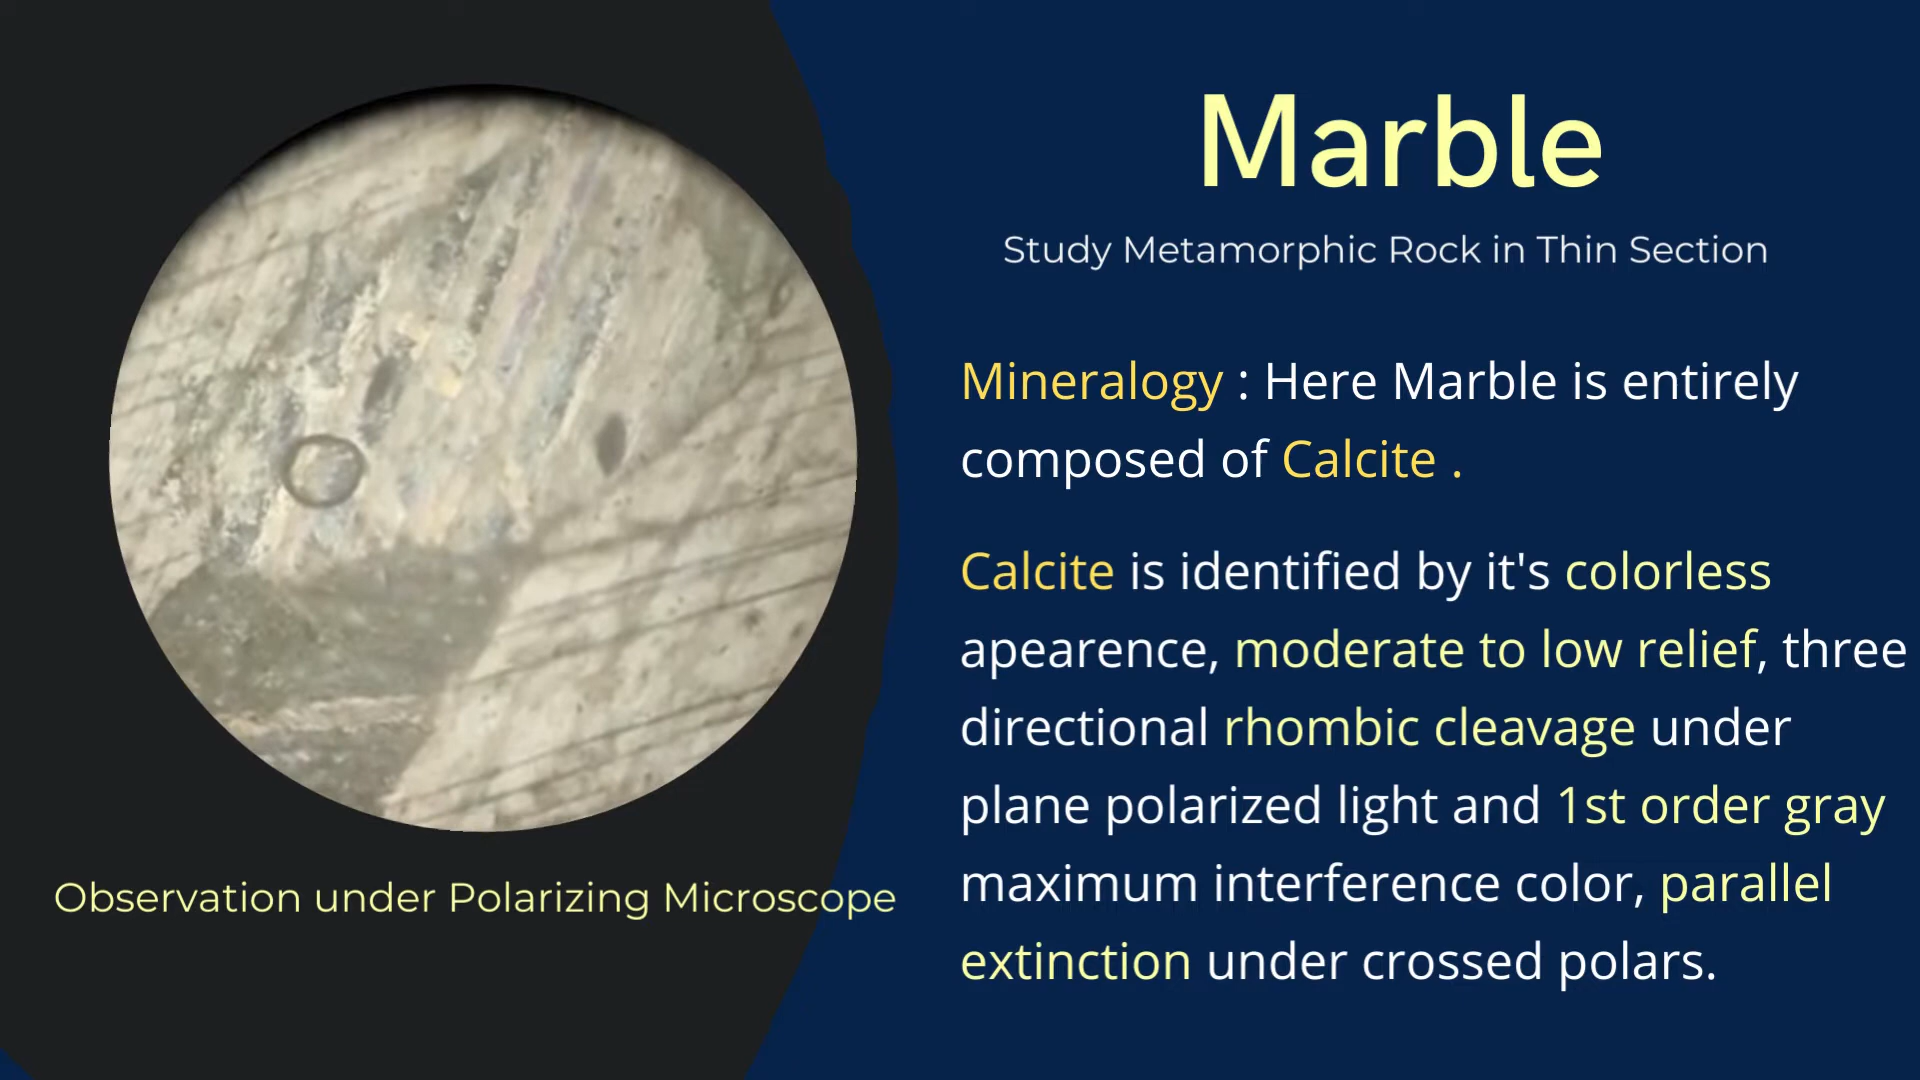 Marble
Study Metamorphic Rock in Thin Section
Mineralogy : Here Marble is entirely
composed of Calcite .
Calcite is identified by it's colorless
apearence, moderate to low relief, three
directional rhombic cleavage under
plane polarized light and 1st order gray
maximum interference color, parallel
extinction under crossed polars.
Observation under Polarizing Microscope